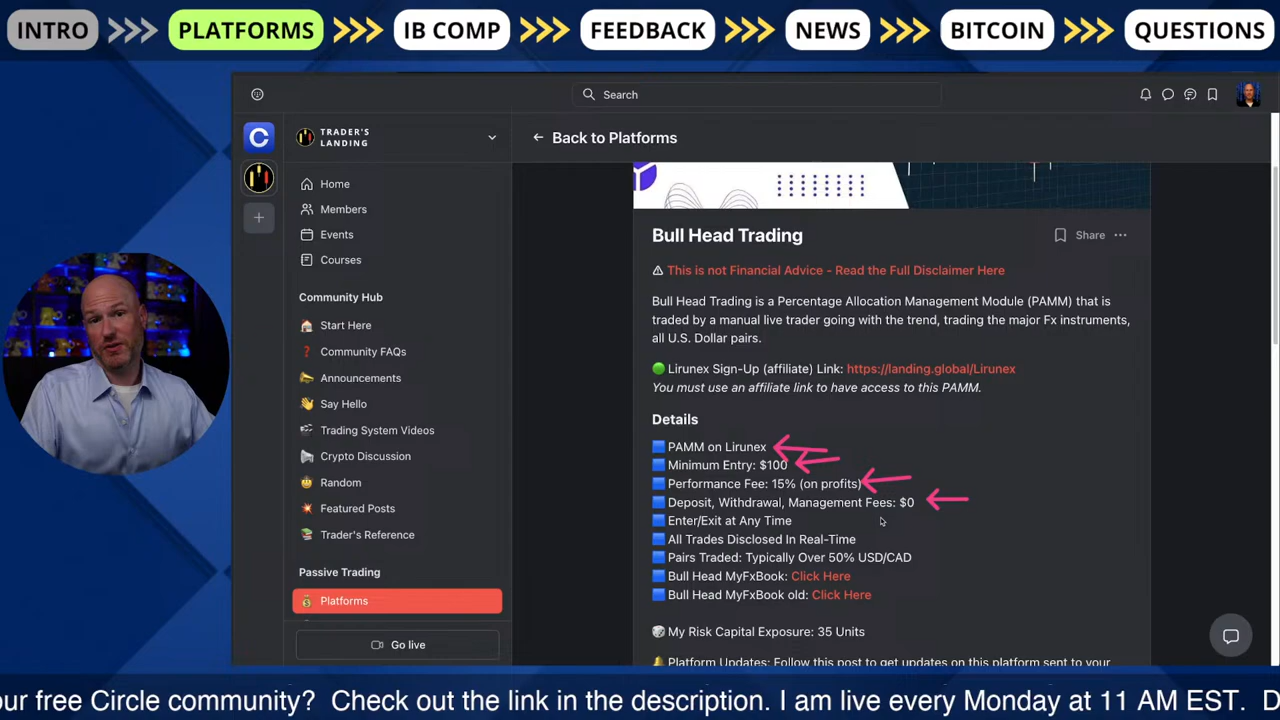 INTRO
PLATFORMS
IB COMP
FEEDBACK
NEWS
BITCOIN
QUESTIONS
Search
C
TRADER'S
LANDING
Home
Members
Events
Courses
Community Hub
Start Here
Community FAQs
Announcements
Say Hello
Trading System Videos
Crypto Discussion
Random
Featured Posts
Trader's Reference
Passive Trading
Platforms
Go live
Back to Platforms
Bull Head Trading
Share
This is not Financial Advice - Read the Full Disclaimer Here
Bull Head Trading is a Percentage Allocation Management Module (PAMM) that is
traded by a manual live trader going with the trend, trading the major Fx instruments,
all U.S. Dollar pairs.
Lirunex Sign-Up (affiliate) Link: https://landing.global/Lirunex
You must use an affiliate link to have access to this PAMM.
Details
PAMM on Lirunex
Minimum Entry: $100
Performance Fee: 15% (on profits)
Deposit, Withdrawal, Management Fees: $0
Enter/Exit at Any Time
All Trades Disclosed In Real-Time
Pairs Traded: Typically Over 50% USD/CAD
Bull Head MyFxBook: Click Here
Bull Head MyFxBook old: Click Here
My Risk Capital Exposure: 35 Units
Platform Updates: Follow this post to get updates on this platform sent to your
our free Circle community? Check out the link in the description. I am live every Monday at 11 AM EST. D